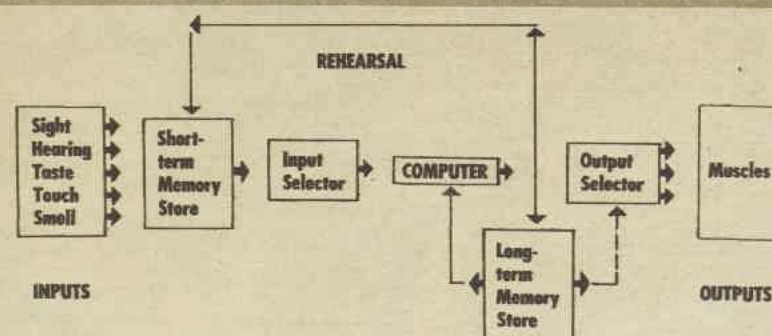 REHEARSAL
Sight
Hearing
Taste
Touch
Smell
Short-
term
Memory
Store
Input
Selector
COMPUTER
Output
Selector
Muscles
Long-
term
Memory
Store
INPUTS
OUTPUTS